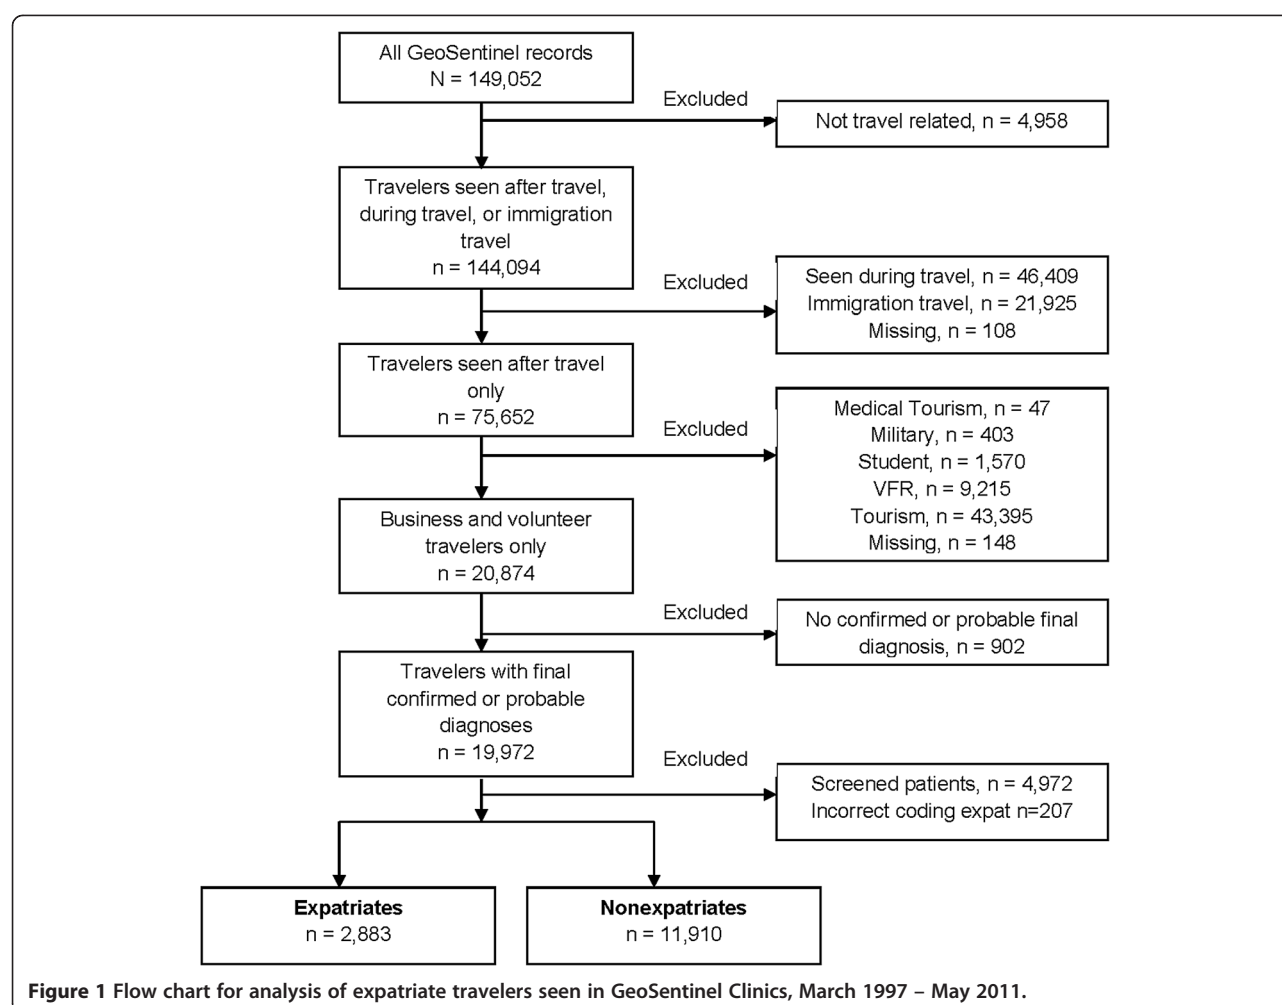 All GeoSentinel records
N = 149,052
Excluded
Not travel related, n = 4,958
Travelers seen after travel,
during travel, or immigration
travel
n = 144,094
Excluded
Seen during travel, n = 46,409
Immigration travel, n = 21,925
Missing, n = 108
Travelers seen after travel
only
n = 75,652
Excluded
Medical Tourism, n = 47
Military, n = 403
Student, n = 1,570
VFR, n = 9,215
Tourism, n = 43,395
Missing, n = 148
Business and volunteer
travelers only
n = 20,874
Excluded
No confirmed or probable final
diagnosis, n = 902
Travelers with final
confirmed or probable
diagnoses
n = 19,972
Excluded
Screened patients, n = 4,972
Incorrect coding expat n=207
Expatriates
n = 2,883
Nonexpatriates
n = 11,910
Figure 1 Flow chart for analysis of expatriate travelers seen in GeoSentinel Clinics, March 1997 – May 2011.